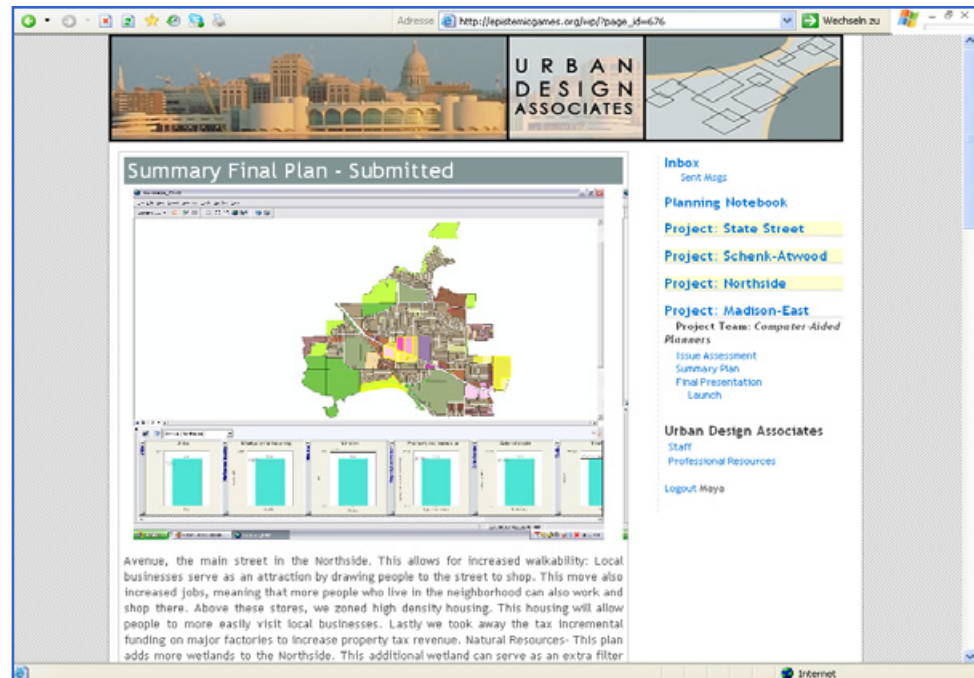 Adresse http://epistemicgames.org/wp/?page_id=676 Wechseln zu
URBAN
DESIGN
ASSOCIATES
Summary Final Plan - Submitted
Avenue, the main street in the Northside. This allows for increased walkability: Local
businesses serve as an attraction by drawing people to the street to shop. This move also
increased jobs, meaning that more people who live in the neighborhood can also work and
shop there. Above these stores, we zoned high density housing. This housing will allow
people to more easily visit local businesses. Lastly we took away the tax incremental
funding on major factories to increase property tax revenue. Natural Resources- This plan
adds more wetlands to the Northside. This additional wetland can serve as an extra filter
Inbox
Sent Msgs
Planning Notebook
Project: State Street
Project: Schenk-Atwood
Project: Northside
Project: Madison-East
Project Team: Computer-Aided
Planners
Issue Assessment
Summary Plan
Final Presentation
Launch
Urban Design Associates
Staff
Professional Resources
Logout Maya
Internet